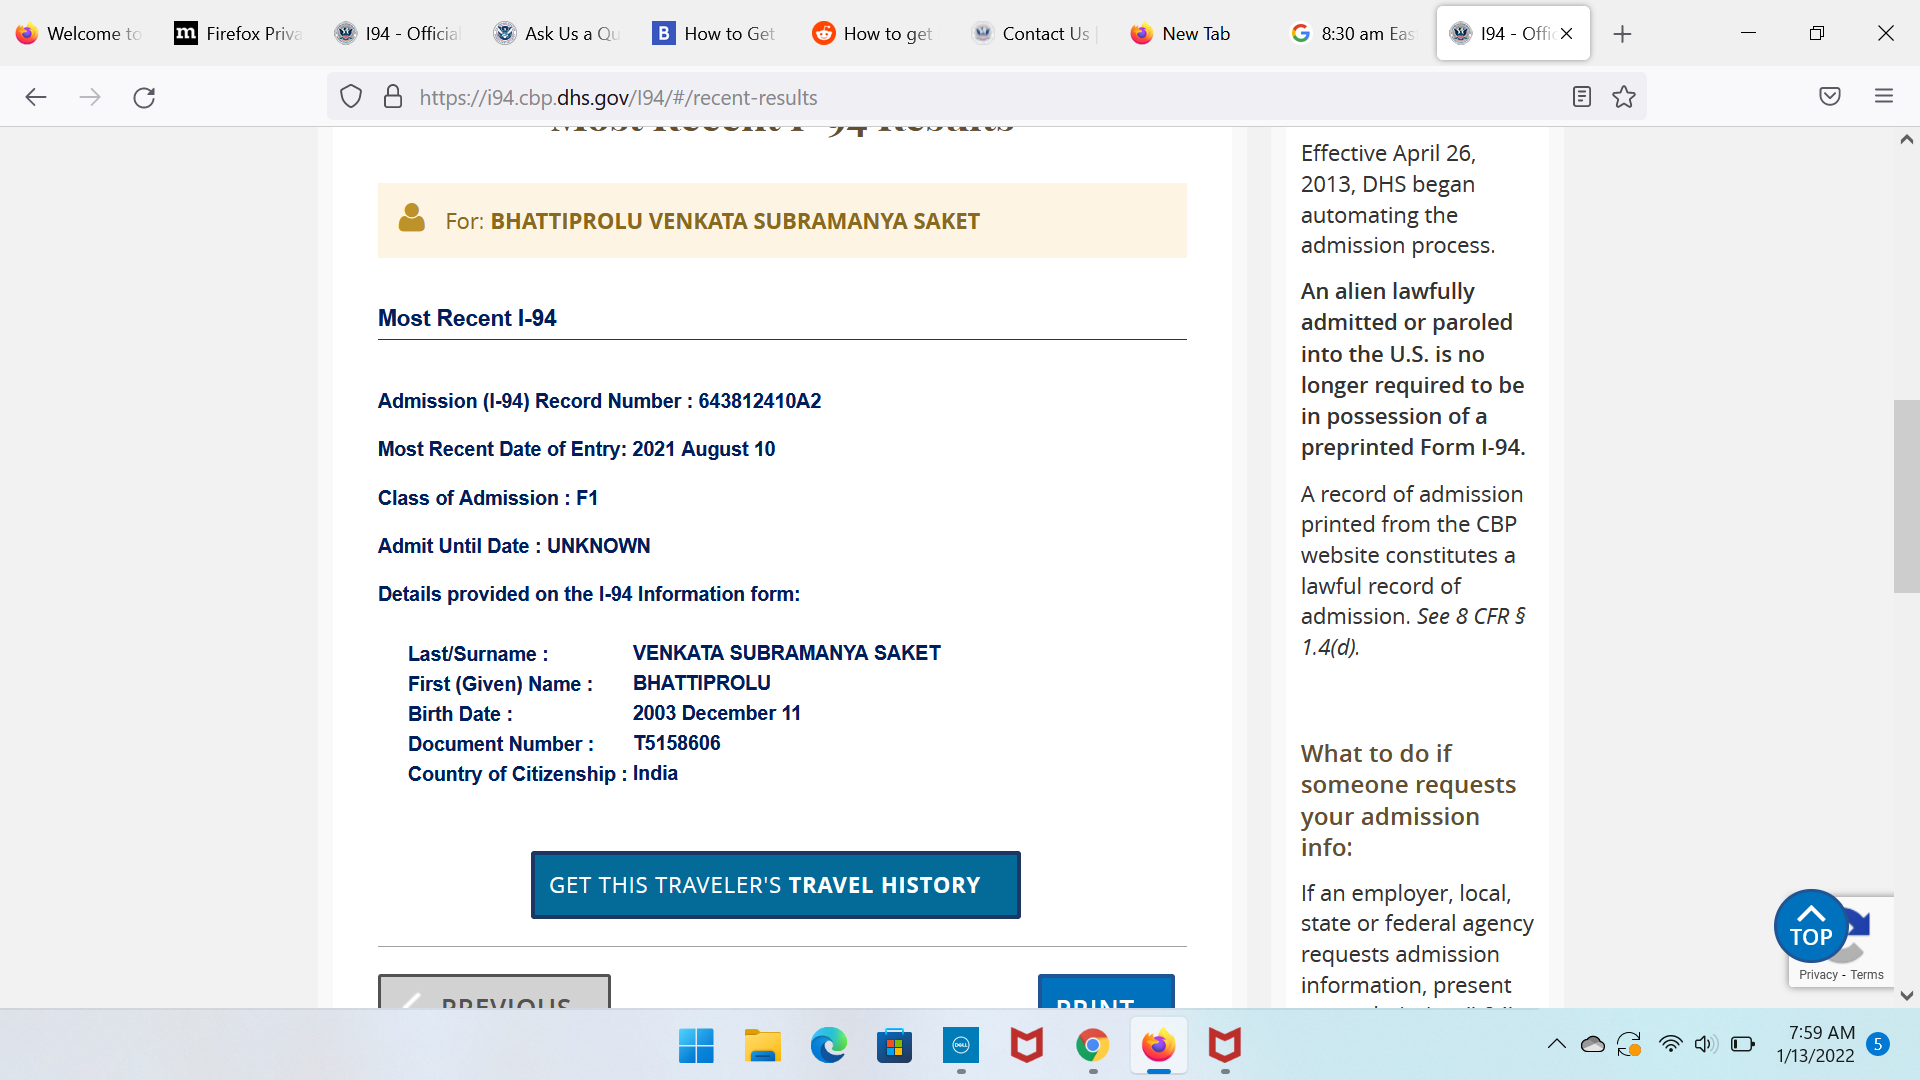 Welcome to
Firefox Priva
I94 - Official
Ask Us a Qu
How to Get
How to get
Contact Us
New Tab
8:30 am Eas
I94 - Offi
https://i94.cbp.dhs.gov/I94/#/recent-results
Most Recent I-94 Results
For: BHATTIPROLU VENKATA SUBRAMANYA SAKET
Most Recent I-94
Admission (I-94) Record Number : 643812410A2
Most Recent Date of Entry: 2021 August 10
Class of Admission : F1
Admit Until Date : UNKNOWN
Details provided on the I-94 Information form:
Last/Surname : VENKATA SUBRAMANYA SAKET
First (Given) Name : BHATTIPROLU
Birth Date : 2003 December 11
Document Number : T5158606
Country of Citizenship : India
GET THIS TRAVELER'S TRAVEL HISTORY
PREVIOUS
PRINT
Effective April 26,
2013, DHS began
automating the
admission process.
An alien lawfully
admitted or paroled
into the U.S. is no
longer required to be
in possession of a
preprinted Form I-94.
A record of admission
printed from the CBP
website constitutes a
lawful record of
admission. See 8 CFR §
1.4(d).
What to do if
someone requests
your admission
info:
If an employer, local,
state or federal agency
requests admission
information, present
TOP
Privacy - Terms
DELL
7:59 AM
1/13/2022
5